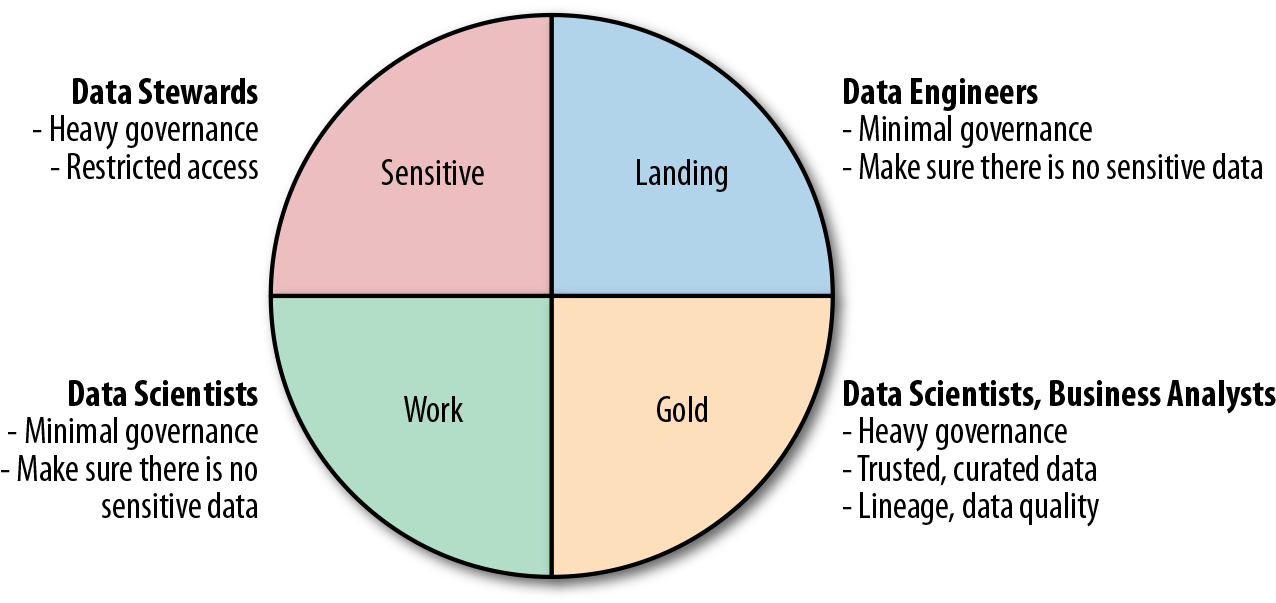 Data Stewards
- Heavy governance
- Restricted access
Sensitive
Landing
Data Engineers
- Minimal governance
- Make sure there is no sensitive data
Data Scientists
- Minimal governance
- Make sure there is no
sensitive data
Work
Gold
Data Scientists, Business Analysts
- Heavy governance
- Trusted, curated data
- Lineage, data quality